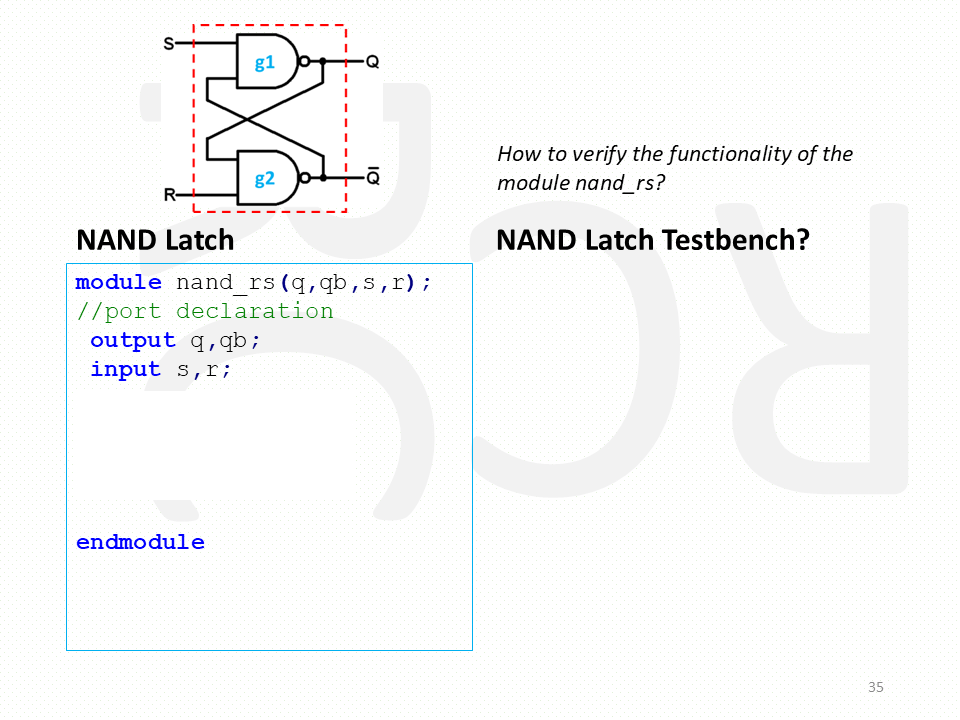 S
g1
Q
g2
Q̅
R
How to verify the functionality of the
module nand_rs?
NAND Latch
NAND Latch Testbench?
module nand_rs(q,qb,s,r);
//port declaration
output q,qb;
input s,r;
endmodule
35